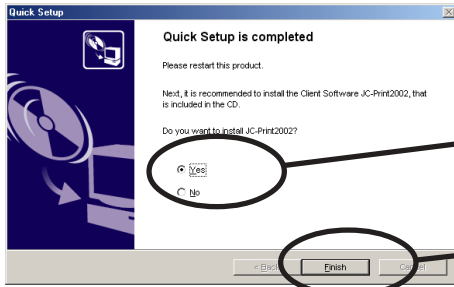 Quick Setup
Quick Setup is completed
Please restart this product.
Next, it is recommended to install the Client Software JC-Print2002, that
is included in the CD.
Do you want to install JC-Print2002?
Yes
No
< Back Finish Cancel